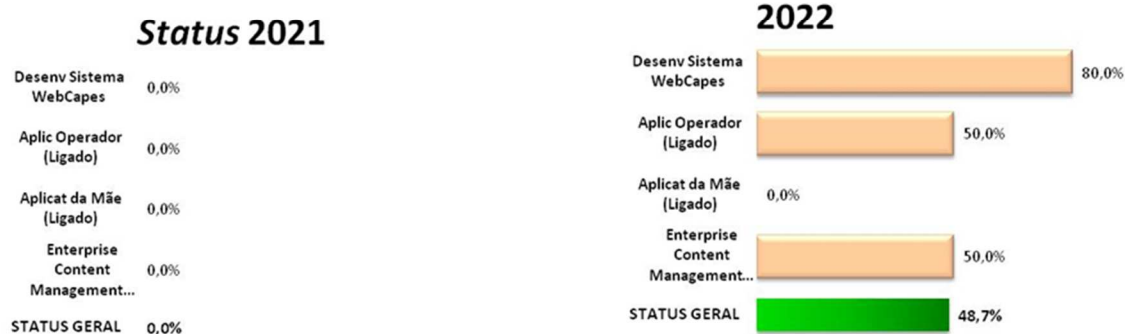 Status 2021
Desenv Sistema
WebCapes
0,0%
Aplic Operador
(Ligado)
0,0%
Aplicat da Mãe
(Ligado)
0,0%
Enterprise
Content
Management...
0,0%
STATUS GERAL
0,0%
2022
Desenv Sistema
WebCapes
80,0%
Aplic Operador
(Ligado)
50,0%
Aplicat da Mãe
(Ligado)
0,0%
Enterprise
Content
Management...
50,0%
STATUS GERAL
48,7%